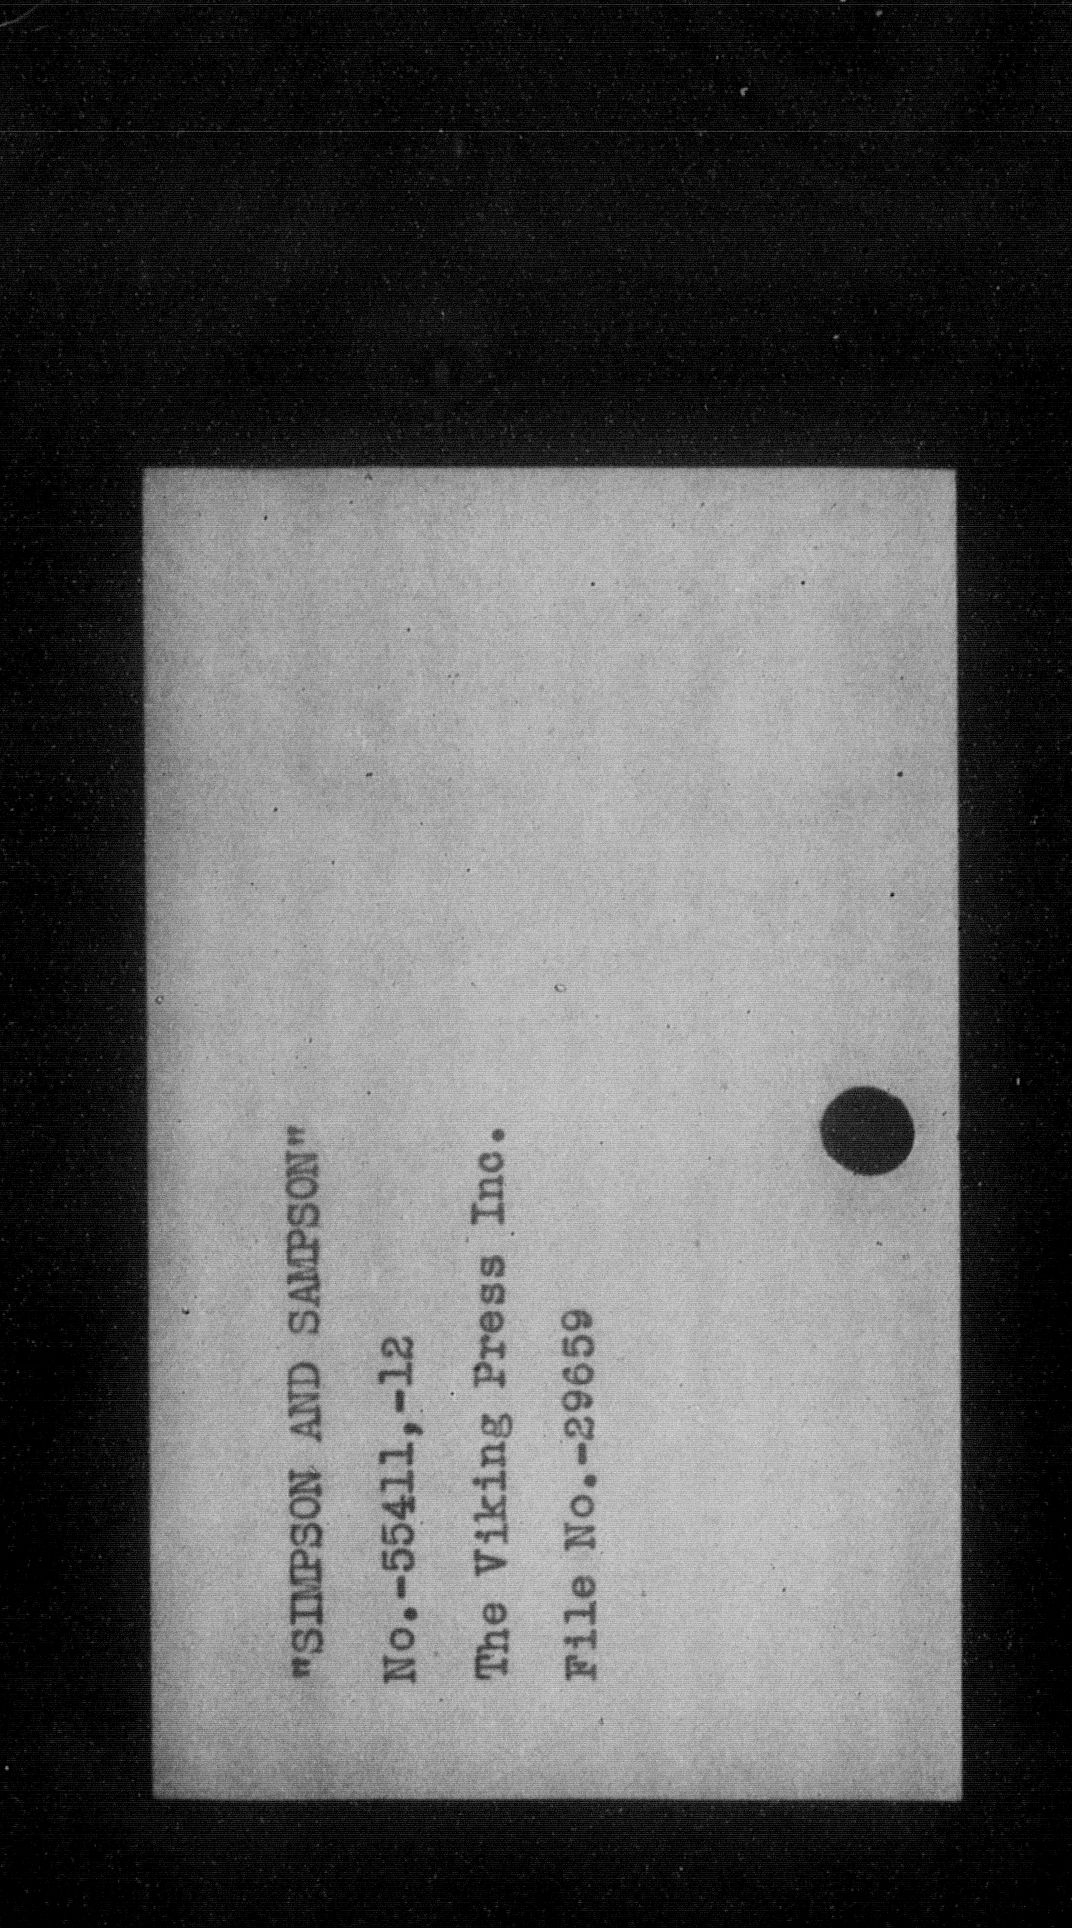 "SIMPSON AND SAMPSON"
No.-55411,-12
The Viking Press Inc.
File No.-29659